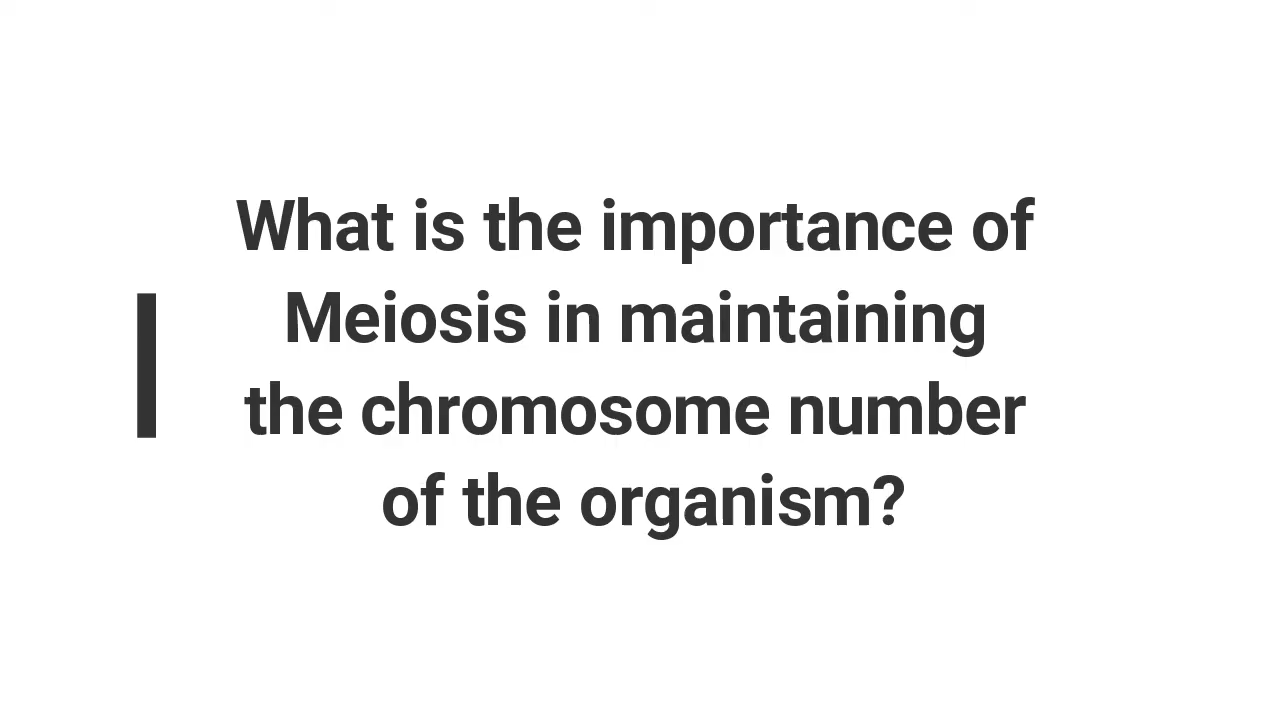 What is the importance of
Meiosis in maintaining
the chromosome number
of the organism?